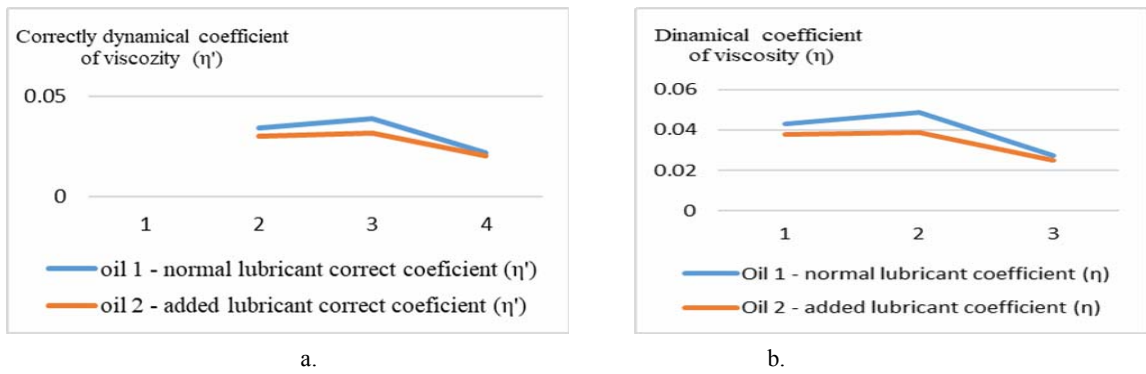 Correctly dynamical coefficient
of viscozity (η')
0.05
0
1 2 3 4
oil 1 - normal lubricant correct coeficient (η')
oil 2 - added lubricant correct coeficient (η')
a.
Dinamical coefficient
of viscosity (η)
0.06
0.04
0.02
0
1 2 3
Oil 1 - normal lubricant coefficient (η)
Oil 2 - added lubricant coefficient (η)
b.